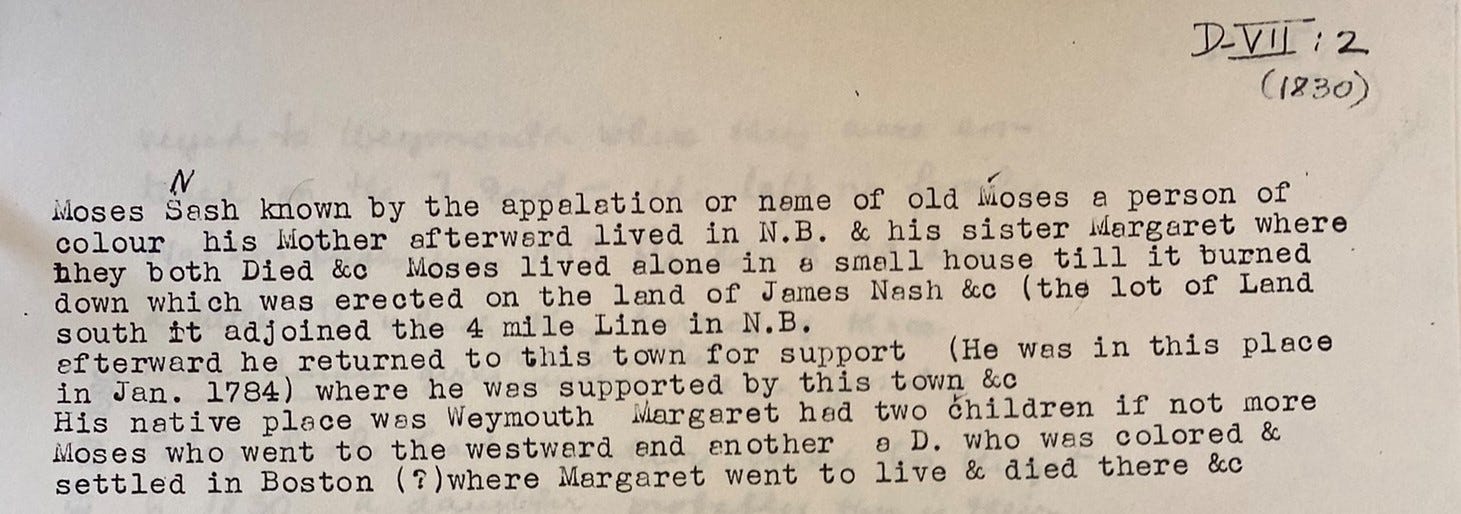 D-VII : 2
(1830)
N
Moses Sash known by the appelation or name of old Moses a person of
colour his Mother afterward lived in N.B. & his sister Margaret where
hhey both Died &c Moses lived alone in a small house till it burned
down which was erected on the land of James Nash &c (the lot of Land
south it adjoined the 4 mile Line in N.B.
afterward he returned to this town for support (He was in this place
in Jan. 1784) where he was supported by this town &c
His native place was Weymouth Margaret had two children if not more
Moses who went to the westward and another a D. who was colored &
settled in Boston (?)where Margaret went to live & died there &c